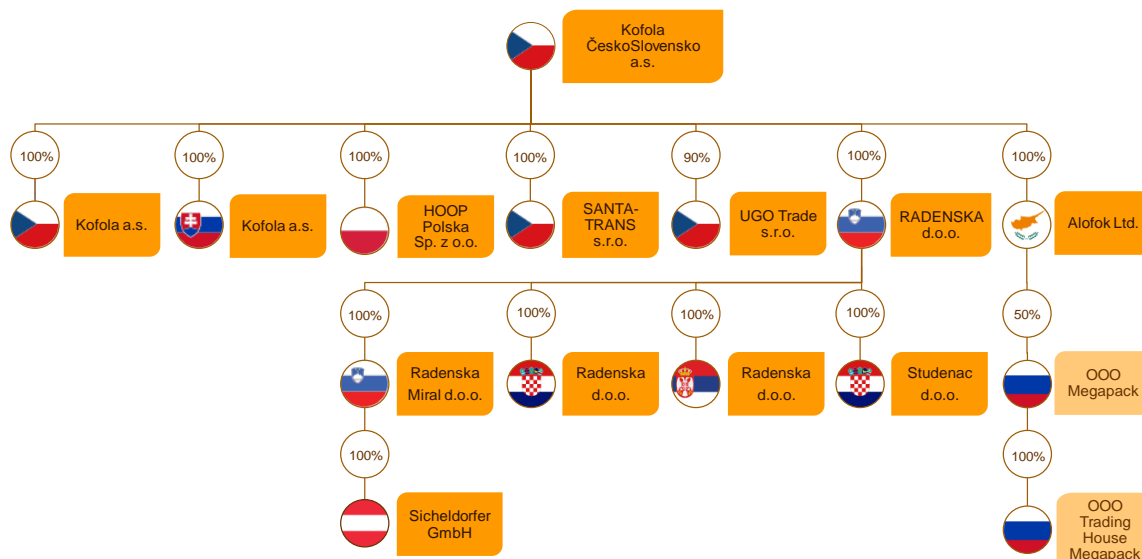 Kofola
ČeskoSlovensko
a.s.
100%
100%
100%
100%
90%
100%
100%
Kofola a.s.
Kofola a.s.
HOOP
Polska
Sp. z o.o.
SANTA-
TRANS
s.r.o.
UGO Trade
s.r.o.
RADENSKA
d.o.o.
Alofok Ltd.
100%
100%
100%
100%
50%
Radenska
Miral d.o.o.
Radenska
d.o.o.
Radenska
d.o.o.
Studenac
d.o.o.
OOO
Megapack
100%
100%
Sicheldorfer
GmbH
OOO
Trading
House
Megapack